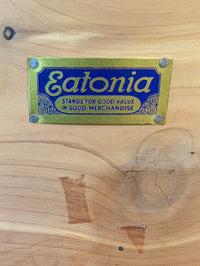 Eatonia
STANDS FOR GOOD VALUE
IN GOOD MERCHANDISE